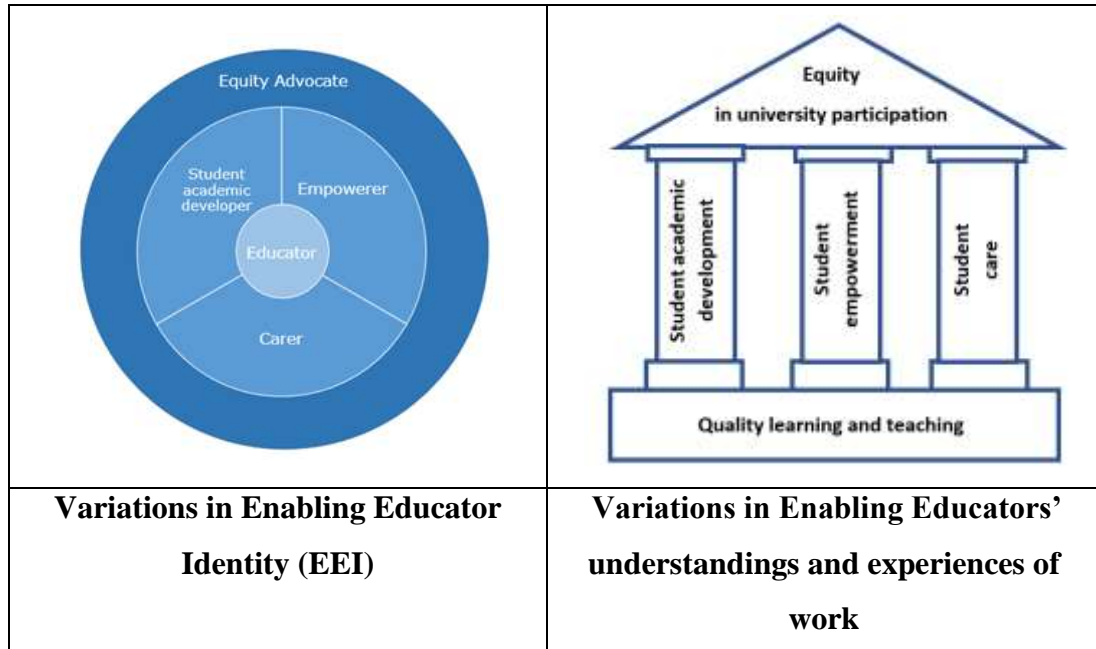 Equity Advocate
Student
academic
developer
Empowerer
Educator
Carer
Equity
in university participation
Student academic
development
Student
empowerment
Student
care
Quality learning and teaching
Variations in Enabling Educator
Identity (EEI)
Variations in Enabling Educators’
understandings and experiences of
work